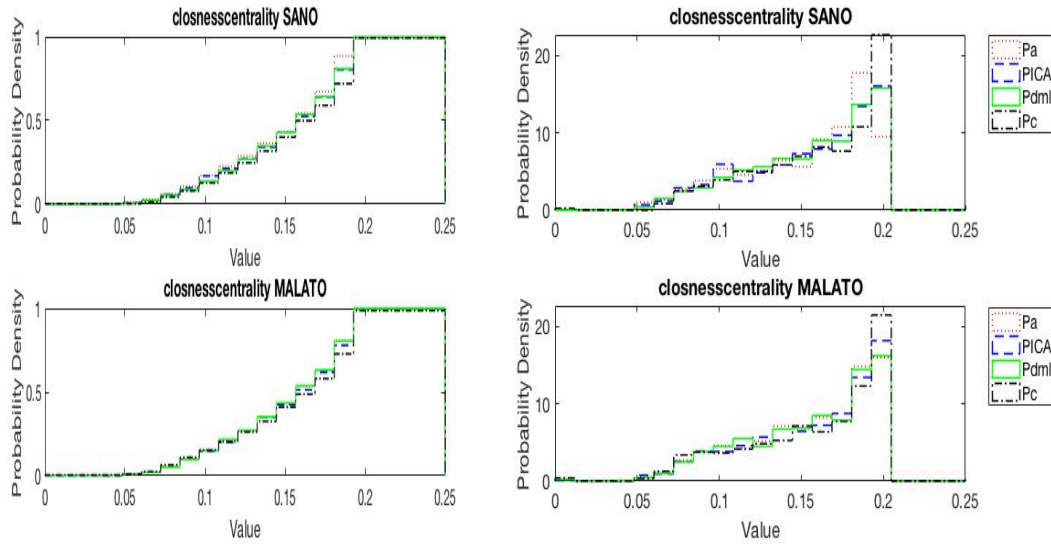 closnesscentrality SANO
Probability Density
1
0.5
0
0
0.05
0.1
0.15
0.2
0.25
Value
closnesscentrality SANO
Probability Density
20
10
0
0
0.05
0.1
0.15
0.2
0.25
Value
Pa
PICA
Pdml
Pc
closnesscentrality MALATO
Probability Density
1
0.5
0
0
0.05
0.1
0.15
0.2
0.25
Value
closnesscentrality MALATO
Probability Density
20
10
0
0
0.05
0.1
0.15
0.2
0.25
Value
Pa
PICA
Pdml
Pc